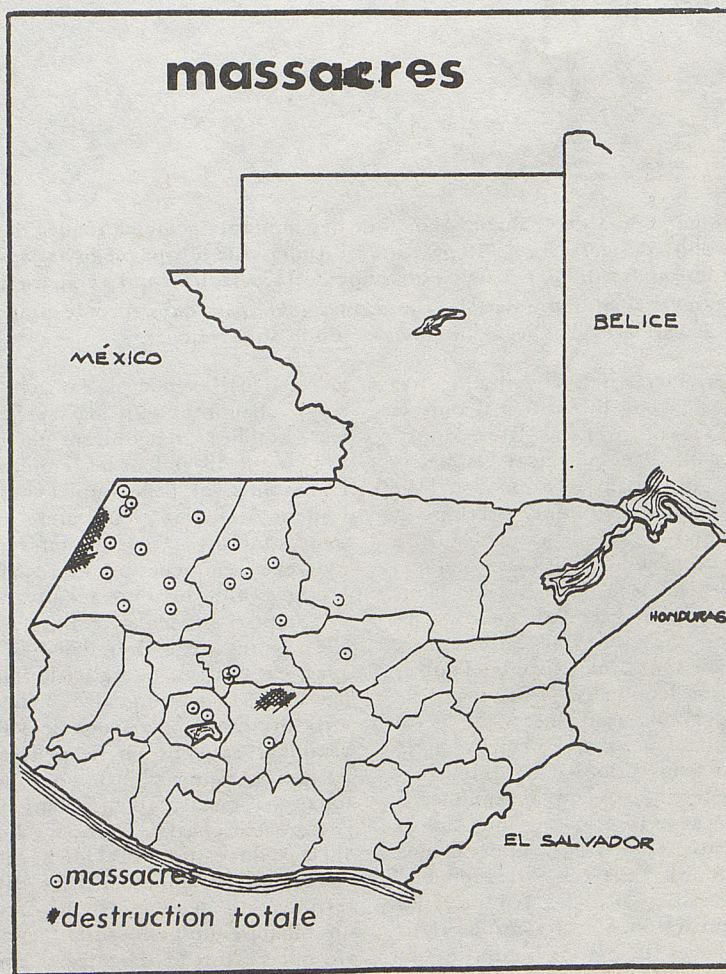 massacres
BELICE
MÉXICO
HONDURAS
EL SALVADOR
massacres
destruction totale